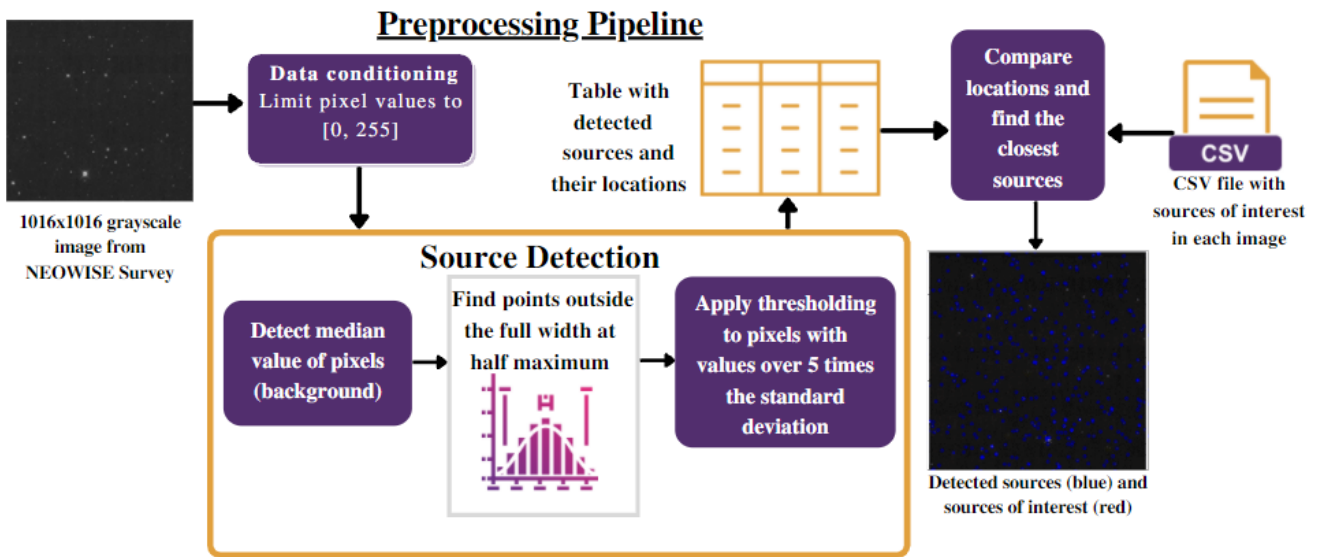 Preprocessing Pipeline
1016x1016 grayscale
image from
NEOWISE Survey
Data conditioning
Limit pixel values to
[0, 255]
Source Detection
Detect median
value of pixels
(background)
Find points outside
the full width at
half maximum
Apply thresholding
to pixels with
values over 5 times
the standard
deviation
Table with
detected
sources and
their locations
Compare
locations and
find the
closest
sources
CSV
CSV file with
sources of interest
in each image
Detected sources (blue) and
sources of interest (red)